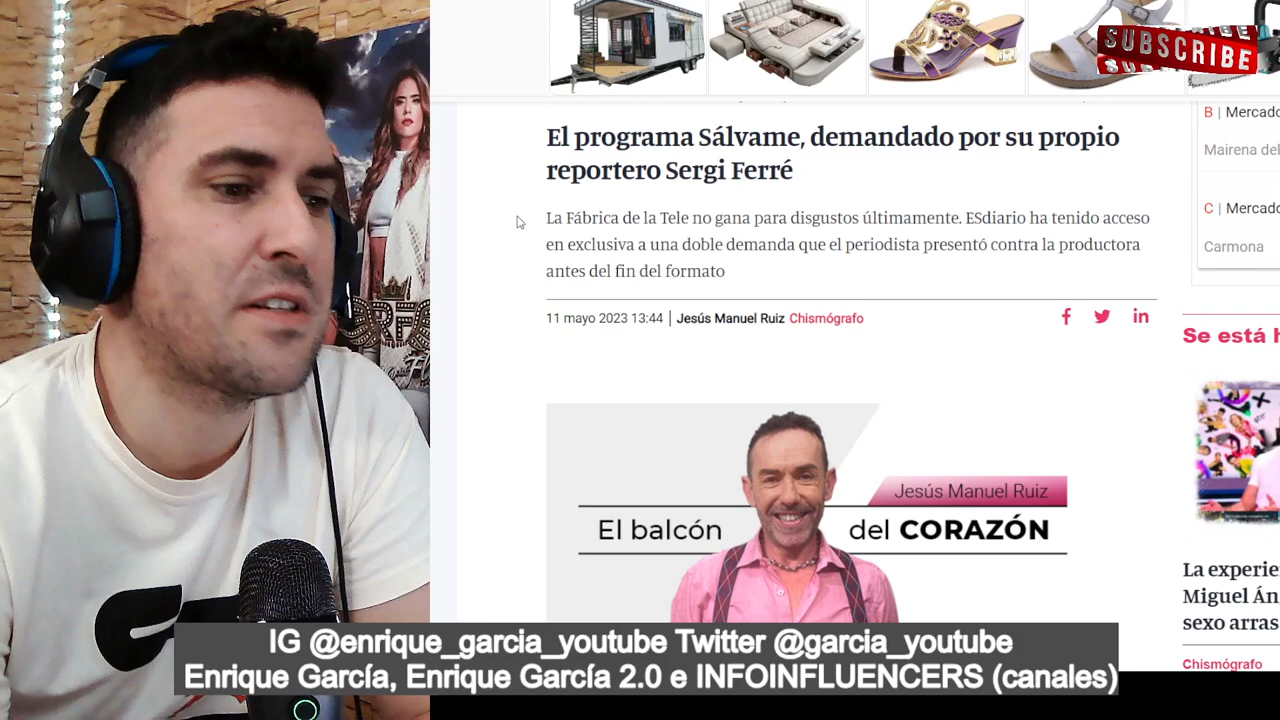 SUBSCRIBE
B | Mercado
El programa Sálvame, demandado por su propio
reportero Sergi Ferré
Mairena del
La Fábrica de la Tele no gana para disgustos últimamente. ESdiario ha tenido acceso
en exclusiva a una doble demanda que el periodista presentó contra la productora
antes del fin del formato
C | Mercado
Carmona
11 mayo 2023 13:44 | Jesús Manuel Ruiz Chismógrafo
Se está h
Jesús Manuel Ruiz
El balcón del CORAZÓN
La experie
Miguel Án
sexo arras
Chismógrafo
IG @enrique_garcia_youtube Twitter @garcia_youtube
Enrique García, Enrique García 2.0 e INFOINFLUENCERS (canales)